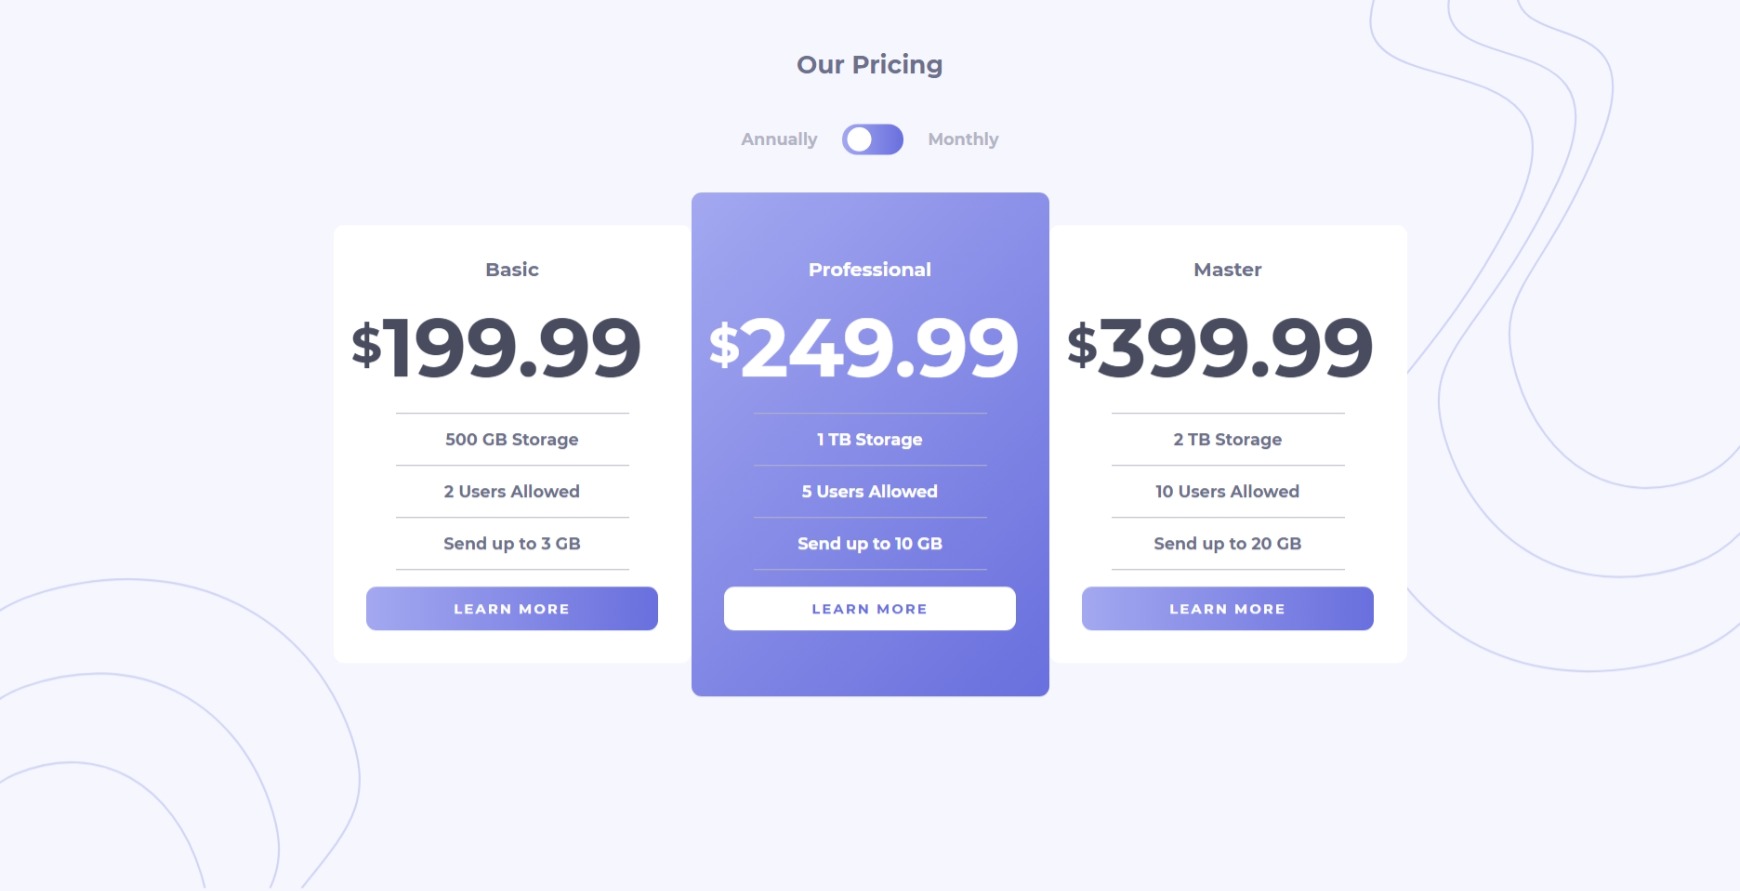 Our Pricing
Annually
Monthly
Basic
$199.99
500 GB Storage
2 Users Allowed
Send up to 3 GB
LEARN MORE
Professional
$249.99
1 TB Storage
5 Users Allowed
Send up to 10 GB
LEARN MORE
Master
$399.99
2 TB Storage
10 Users Allowed
Send up to 20 GB
LEARN MORE